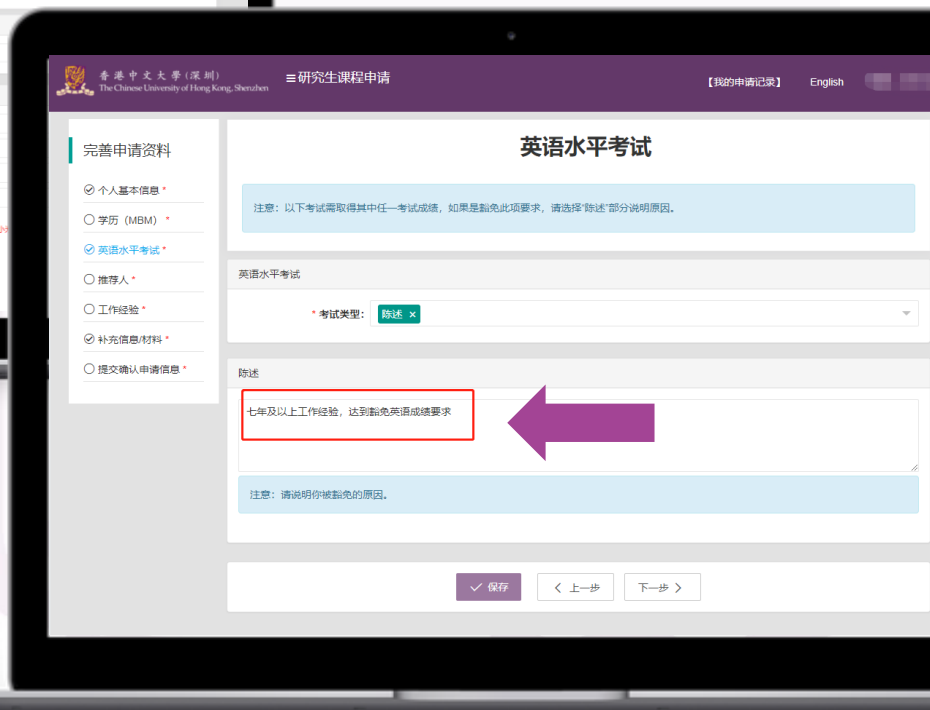 香港中文大學(深圳)
The Chinese University of Hong Kong, Shenzhen
≡研究生课程申请
【我的申请记录】
English
完善申请资料
个人基本信息 *
学历（MBM） *
英语水平考试 *
推荐人 *
工作经验 *
补充信息/材料 *
提交确认申请信息 *
英语水平考试
注意：以下考试需取得其中任一考试成绩，如果是豁免此项要求，请选择“陈述”部分说明原因。
英语水平考试
* 考试类型：
陈述 ×
陈述
七年及以上工作经验，达到豁免英语成绩要求
注意：请说明你被豁免的原因。
保存
上一步
下一步